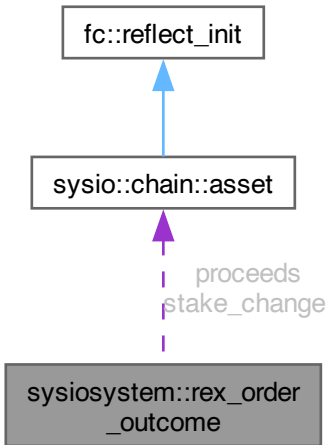 fc::reflect_init
sysio::chain::asset
proceeds
stake_change
sysiosystem::rex_order
_outcome